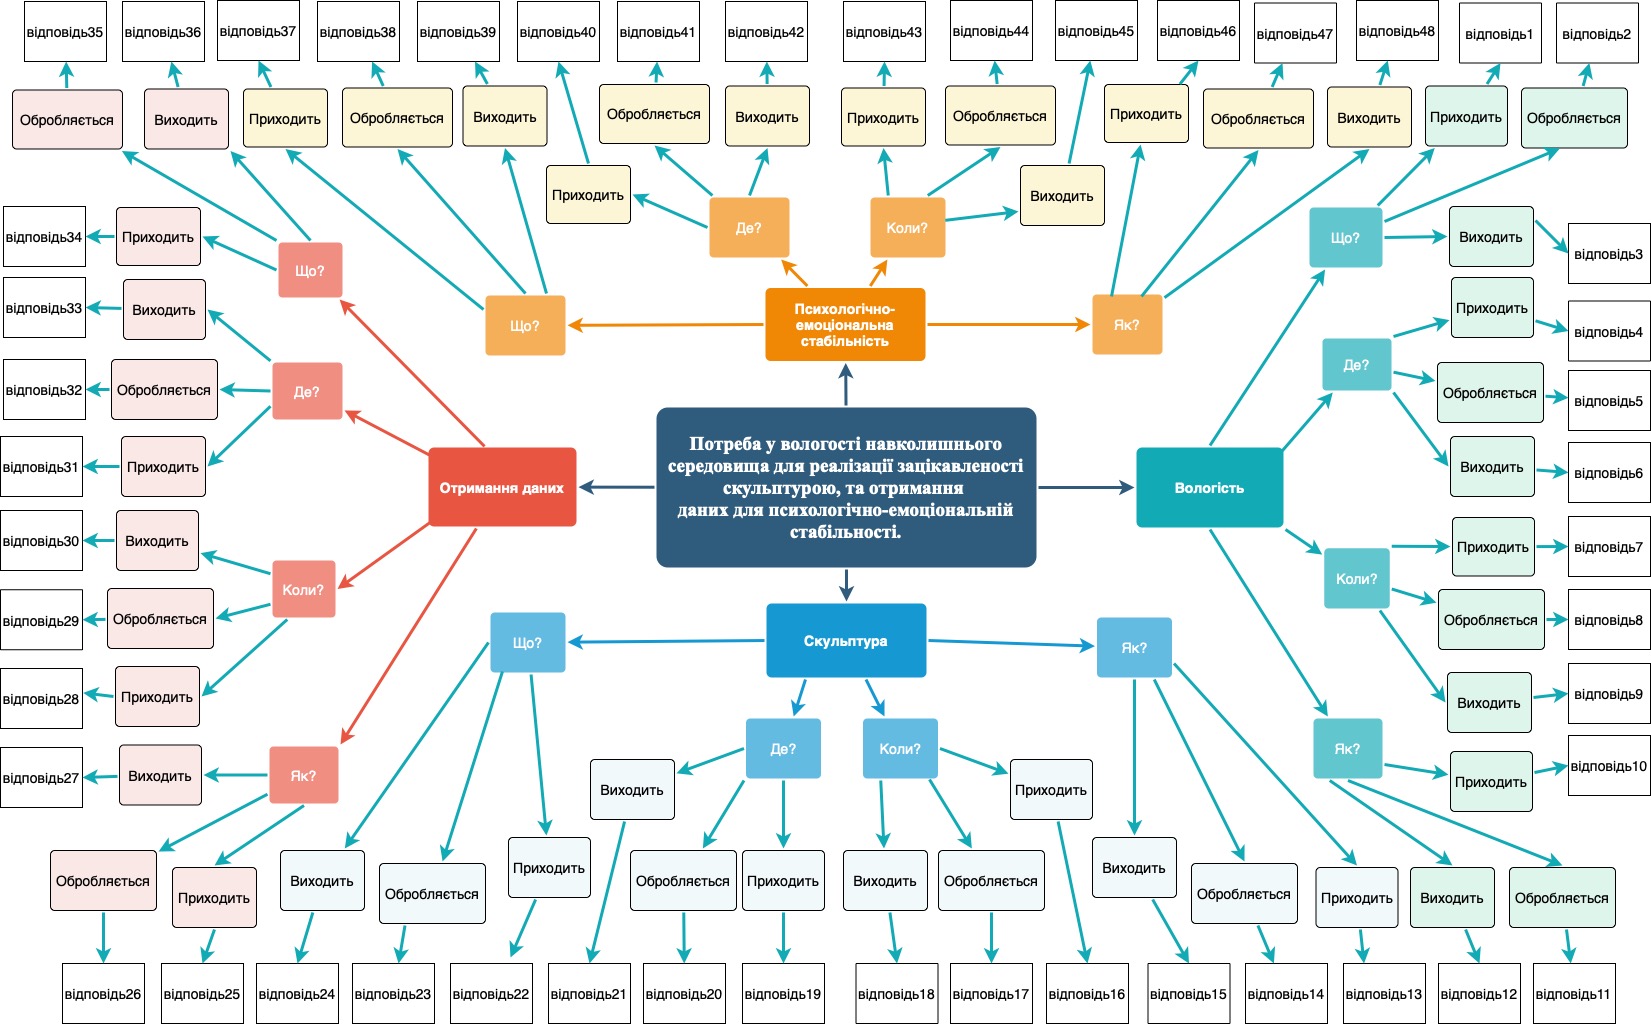 відповідь35
відповідь36
відповідь37
відповідь38
відповідь39
відповідь40
відповідь41
відповідь42
відповідь43
відповідь44
відповідь45
відповідь46
відповідь47
відповідь48
відповідь1
відповідь2
Обробляється
Виходить
Приходить
Обробляється
Виходить
Обробляється
Виходить
Приходить
Обробляється
Приходить
Обробляється
Виходить
Приходить
Обробляється
Приходить
Виходить
відповідь34
Приходить
Що?
Де?
Коли?
Що?
Виходить
відповідь3
відповідь33
Виходить
Що?
Психологічно-
емоціональна
стабільність
Як?
Приходить
відповідь4
відповідь32
Обробляється
Де?
Де?
Обробляється
відповідь5
відповідь31
Приходить
Виходить
відповідь6
Отримання даних
Потреба у вологості навколишнього
середовища для реалізації зацікавленості
скульптурою, та отримання
даних для психологічно-емоціональній
стабільності.
Вологість
відповідь30
Виходить
Приходить
відповідь7
Коли?
Коли?
відповідь29
Обробляється
Обробляється
відповідь8
Що?
Скульптура
Як?
відповідь28
Приходить
Виходить
відповідь9
відповідь27
Виходить
Як?
Де?
Коли?
Як?
Приходить
відповідь10
Виходить
Приходить
Обробляється
Приходить
Виходить
Обробляється
Приходить
Обробляється
Приходить
Виходить
Обробляється
Виходить
Обробляється
Приходить
Виходить
Обробляється
відповідь26
відповідь25
відповідь24
відповідь23
відповідь22
відповідь21
відповідь20
відповідь19
відповідь18
відповідь17
відповідь16
відповідь15
відповідь14
відповідь13
відповідь12
відповідь11